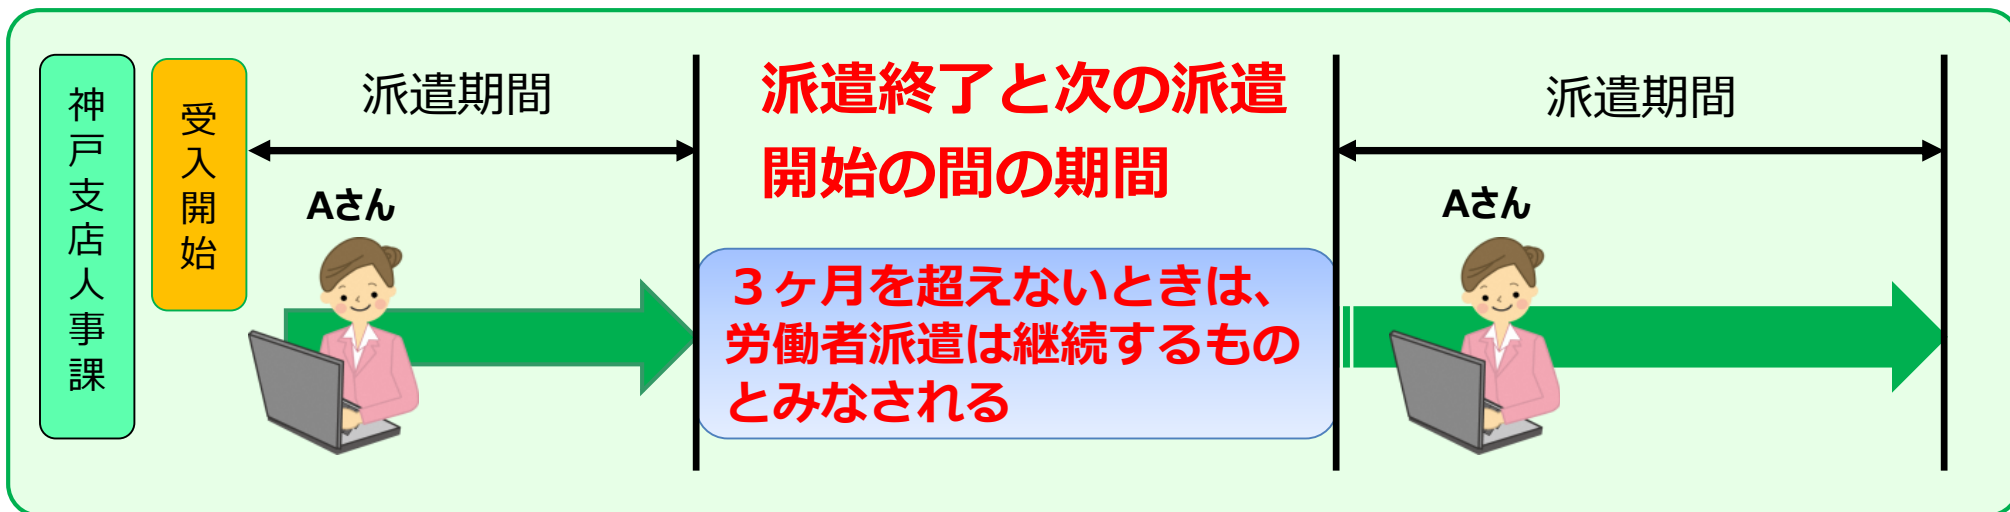 神戸支店人事課
受入開始
派遣期間
Aさん
派遣終了と次の派遣
開始の間の期間
３ヶ月を超えないときは、
労働者派遣は継続するもの
とみなされる
派遣期間
Aさん